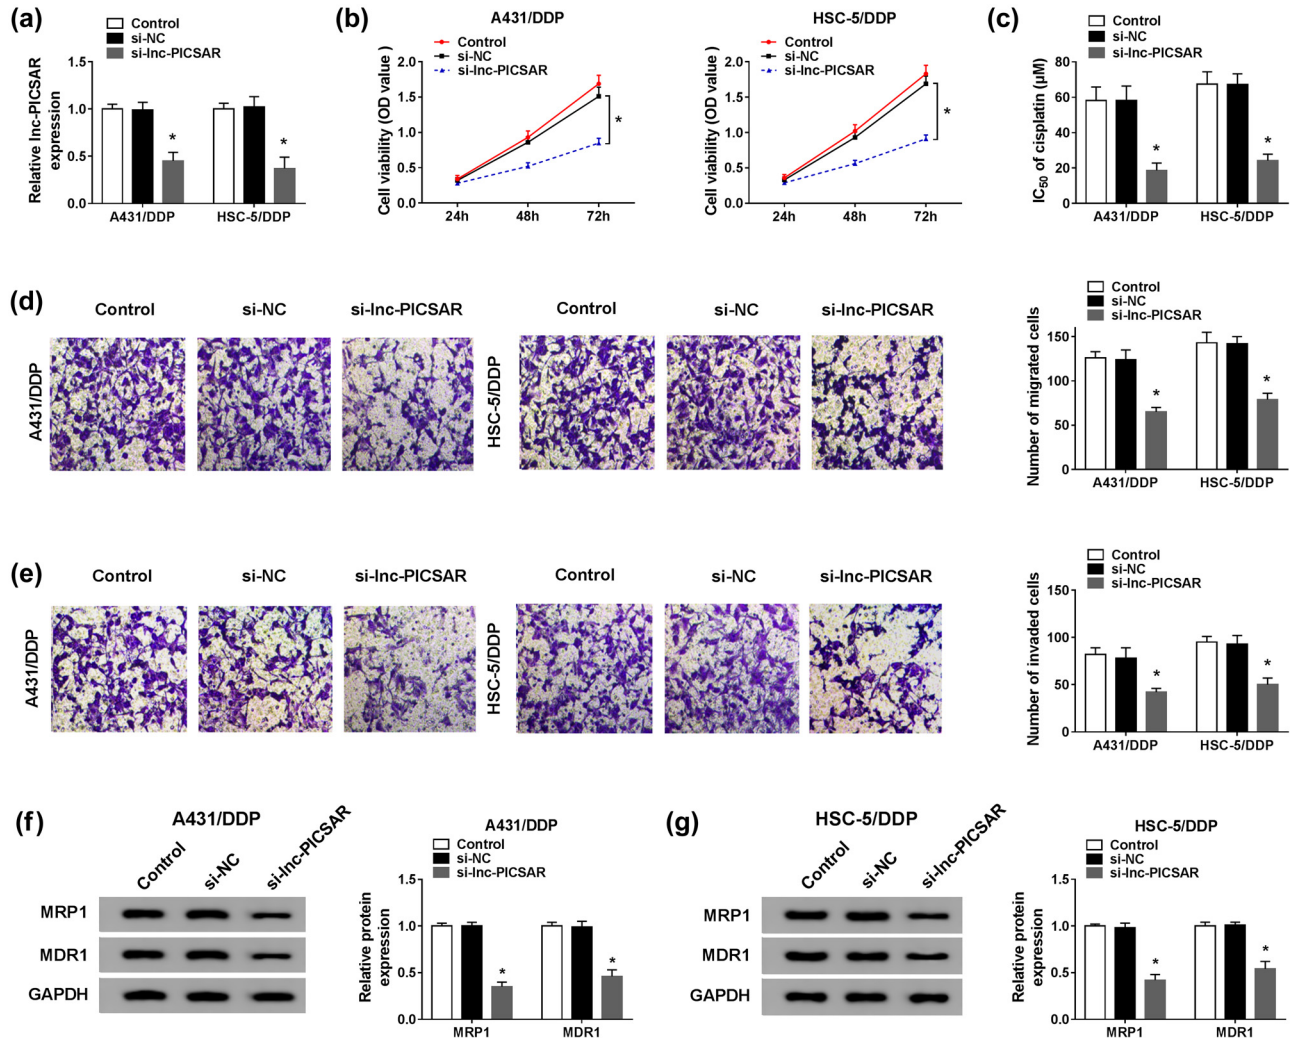 (a)
Control
si-NC
si-lnc-PICSAR
Relative lnc-PICSAR
expression
1.5
1.0
0.5
0.0
*
*
A431/DDP
HSC-5/DDP
(b)
A431/DDP
Control
si-NC
si-lnc-PICSAR
Cell viability (OD value )
2.0
1.5
1.0
0.5
0.0
*
24h
48h
72h
HSC-5/DDP
Control
si-NC
si-lnc-PICSAR
Cell viability (OD value )
2.0
1.5
1.0
0.5
0.0
*
24h
48h
72h
(c)
Control
si-NC
si-lnc-PICSAR
IC50 of cisplatin (μM)
80
60
40
20
0
*
*
A431/DDP
HSC-5/DDP
(d)
Control
si-NC
si-lnc-PICSAR
A431/DDP
Control
si-NC
si-lnc-PICSAR
HSC-5/DDP
Control
si-NC
si-lnc-PICSAR
Number of migrated cells
150
100
50
0
*
*
A431/DDP
HSC-5/DDP
(e)
Control
si-NC
si-lnc-PICSAR
A431/DDP
Control
si-NC
si-lnc-PICSAR
HSC-5/DDP
Control
si-NC
si-lnc-PICSAR
Number of invaded cells
150
100
50
0
*
*
A431/DDP
HSC-5/DDP
(f)
A431/DDP
Control
si-NC
si-lnc-PICSAR
MRP1
MDR1
GAPDH
A431/DDP
Control
si-NC
si-lnc-PICSAR
Relative protein
expression
1.5
1.0
0.5
0.0
*
*
MRP1
MDR1
(g)
HSC-5/DDP
Control
si-NC
si-lnc-PICSAR
MRP1
MDR1
GAPDH
HSC-5/DDP
Control
si-NC
si-lnc-PICSAR
Relative protein
expression
1.5
1.0
0.5
0.0
*
*
MRP1
MDR1